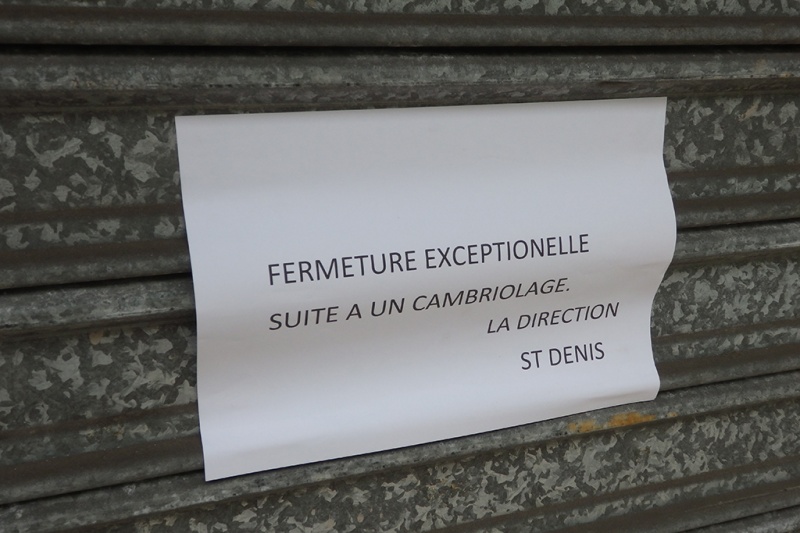 FERMETURE EXCEPTIONELLE
SUITE A UN CAMBRIOLAGE.
LA DIRECTION
ST DENIS